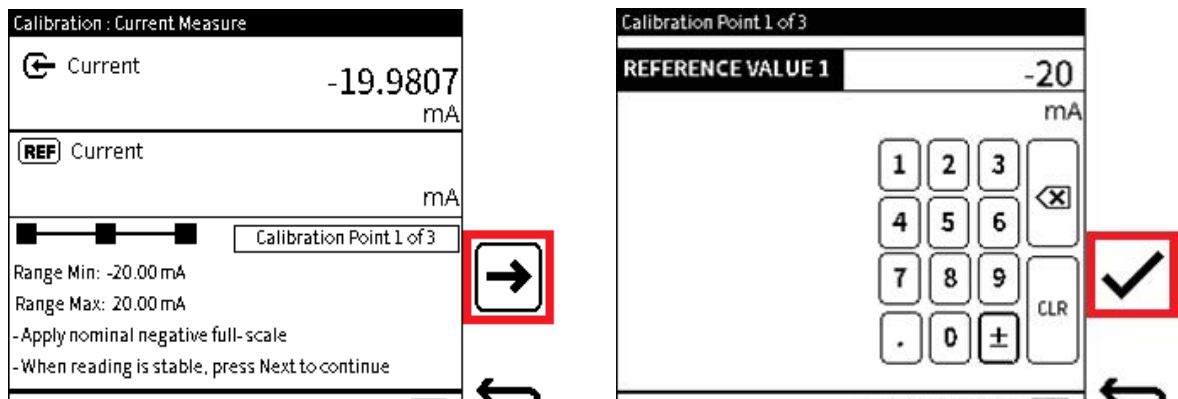 Calibration : Current Measure
Current
-19.9807
mA
REF Current
mA
Calibration Point 1 of 3
Range Min: -20.00 mA
Range Max: 20.00 mA
-Apply nominal negative full-scale
-When reading is stable, press Next to continue
Calibration Point 1 of 3
REFERENCE VALUE 1 -20
mA
1 2 3
4 5 6
7 8 9
CLR
. 0 ±